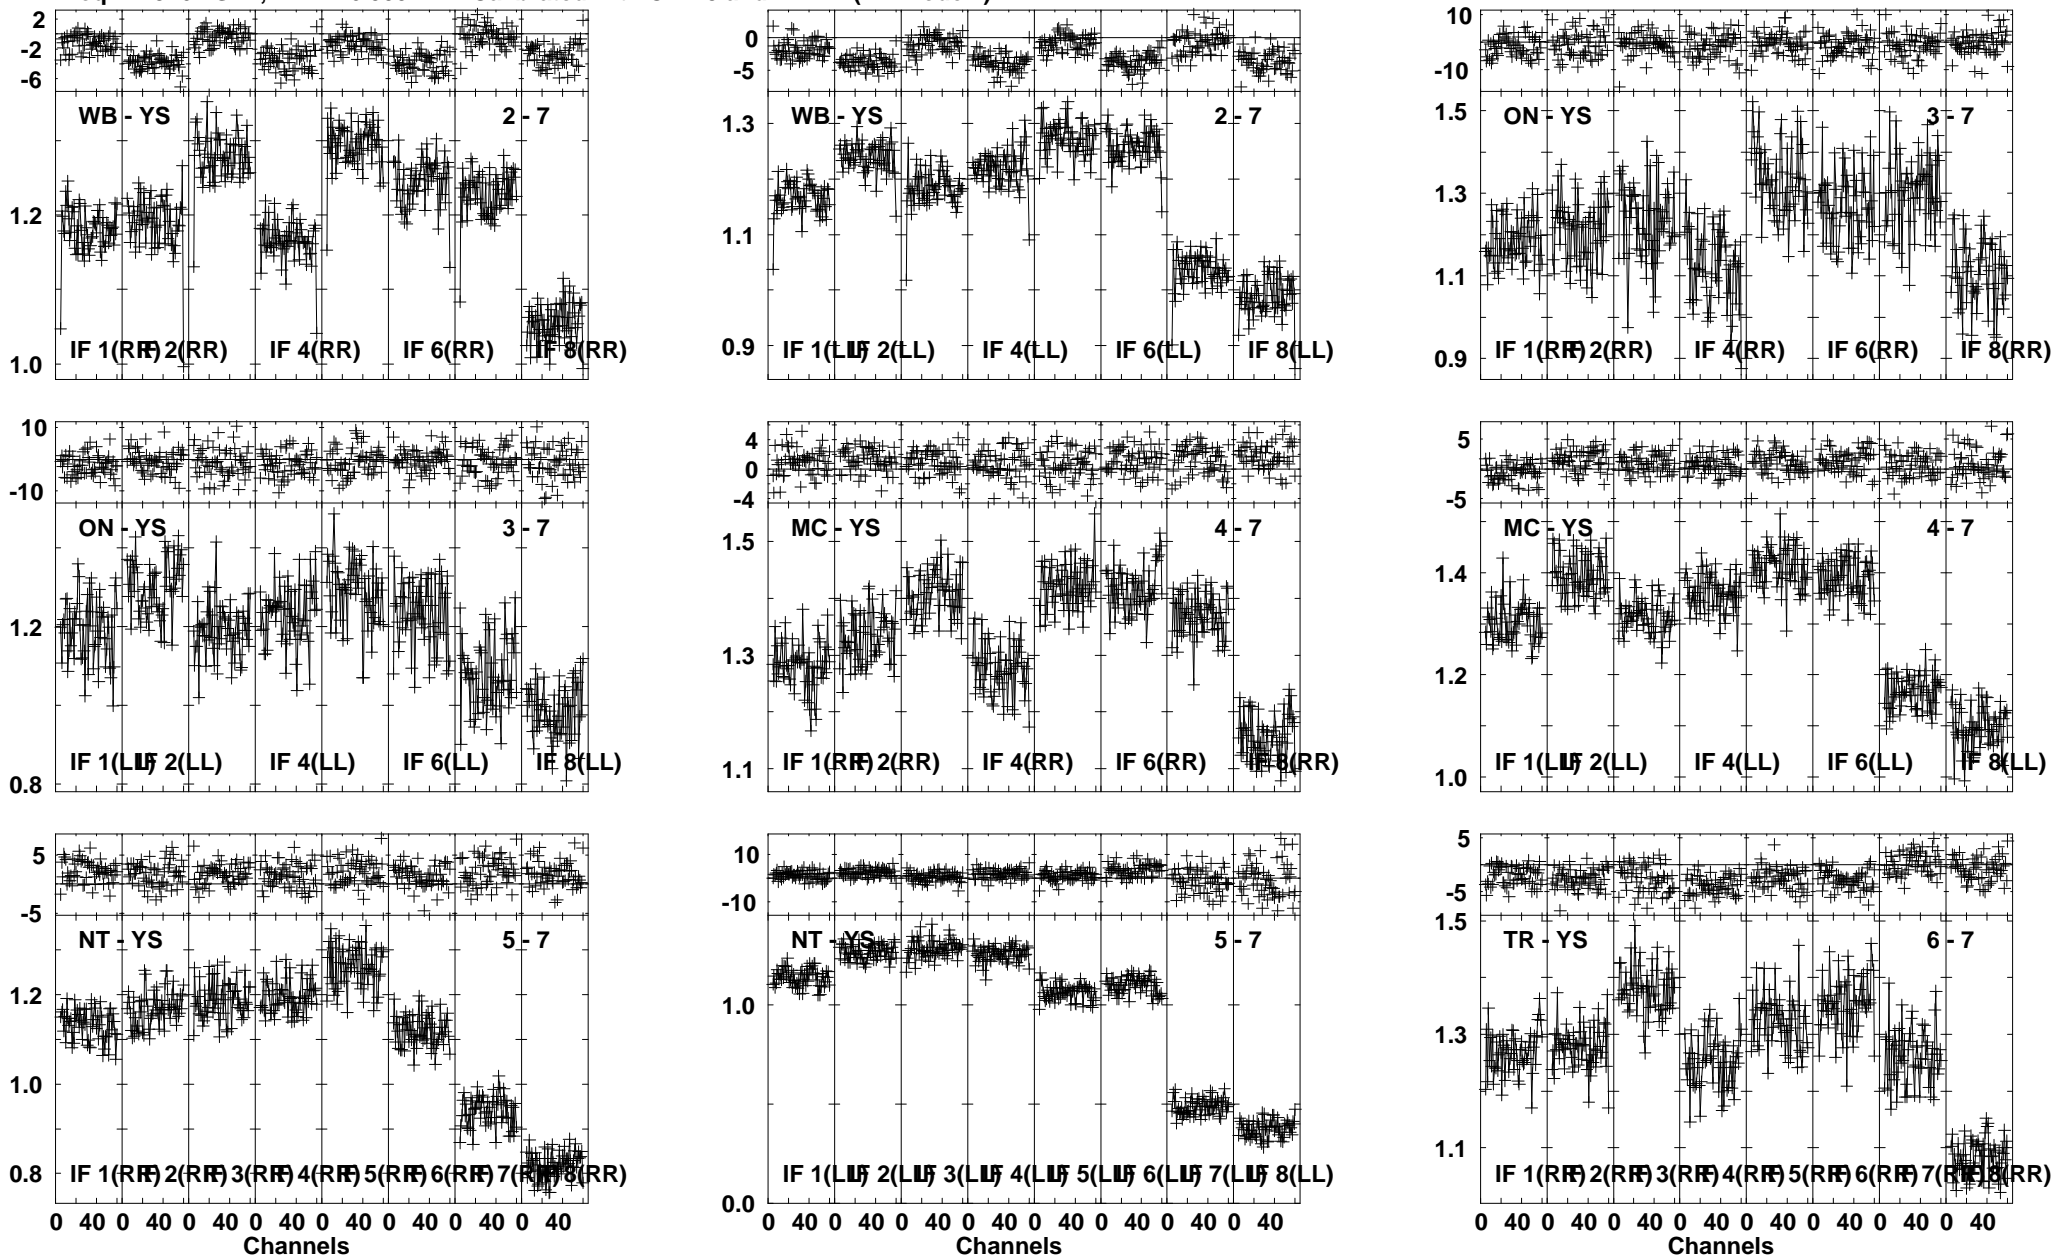 2
-2
-6
WB - YS 2 - 7
1.2
1.0
IF 1(RR) IF 2(RR) IF 4(RR) IF 6(RR) IF 8(RR)
0
-5
WB - YS 2 - 7
1.3
1.1
0.9
IF 1(LL) IF 2(LL) IF 4(LL) IF 6(LL) IF 8(LL)
10
-10
ON - YS 3 - 7
1.5
1.3
1.1
0.9
IF 1(RR) IF 2(RR) IF 4(RR) IF 6(RR) IF 8(RR)
10
-10
ON - YS 3 - 7
1.2
0.8
IF 1(LL) IF 2(LL) IF 4(LL) IF 6(LL) IF 8(LL)
4
0
-4
MC - YS 4 - 7
1.5
1.3
1.1
IF 1(RR) IF 2(RR) IF 4(RR) IF 6(RR) IF 8(RR)
5
-5
MC - YS 4 - 7
1.4
1.2
1.0
IF 1(LL) IF 2(LL) IF 4(LL) IF 6(LL) IF 8(LL)
5
-5
NT - YS 5 - 7
1.2
1.0
0.8
IF 1(RR) IF 2(RR) IF 3(RR) IF 4(RR) IF 5(RR) IF 6(RR) IF 7(RR) IF 8(RR)
0 40 0 40 0 40 0 40 0 40 0 40 0 40 0 40
Channels
10
-10
NT - YS 5 - 7
1.0
0.0
IF 1(LL) IF 2(LL) IF 3(LL) IF 4(LL) IF 5(LL) IF 6(LL) IF 7(LL) IF 8(LL)
0 40 0 40 0 40 0 40 0 40 0 40 0 40 0 40
Channels
5
0
-5
TR - YS 6 - 7
1.5
1.3
1.1
IF 1(RR) IF 2(RR) IF 3(RR) IF 4(RR) IF 5(RR) IF 6(RR) IF 7(RR) IF 8(RR)
0 40 0 40 0 40 0 40 0 40 0 40 0 40 0 40
Channels